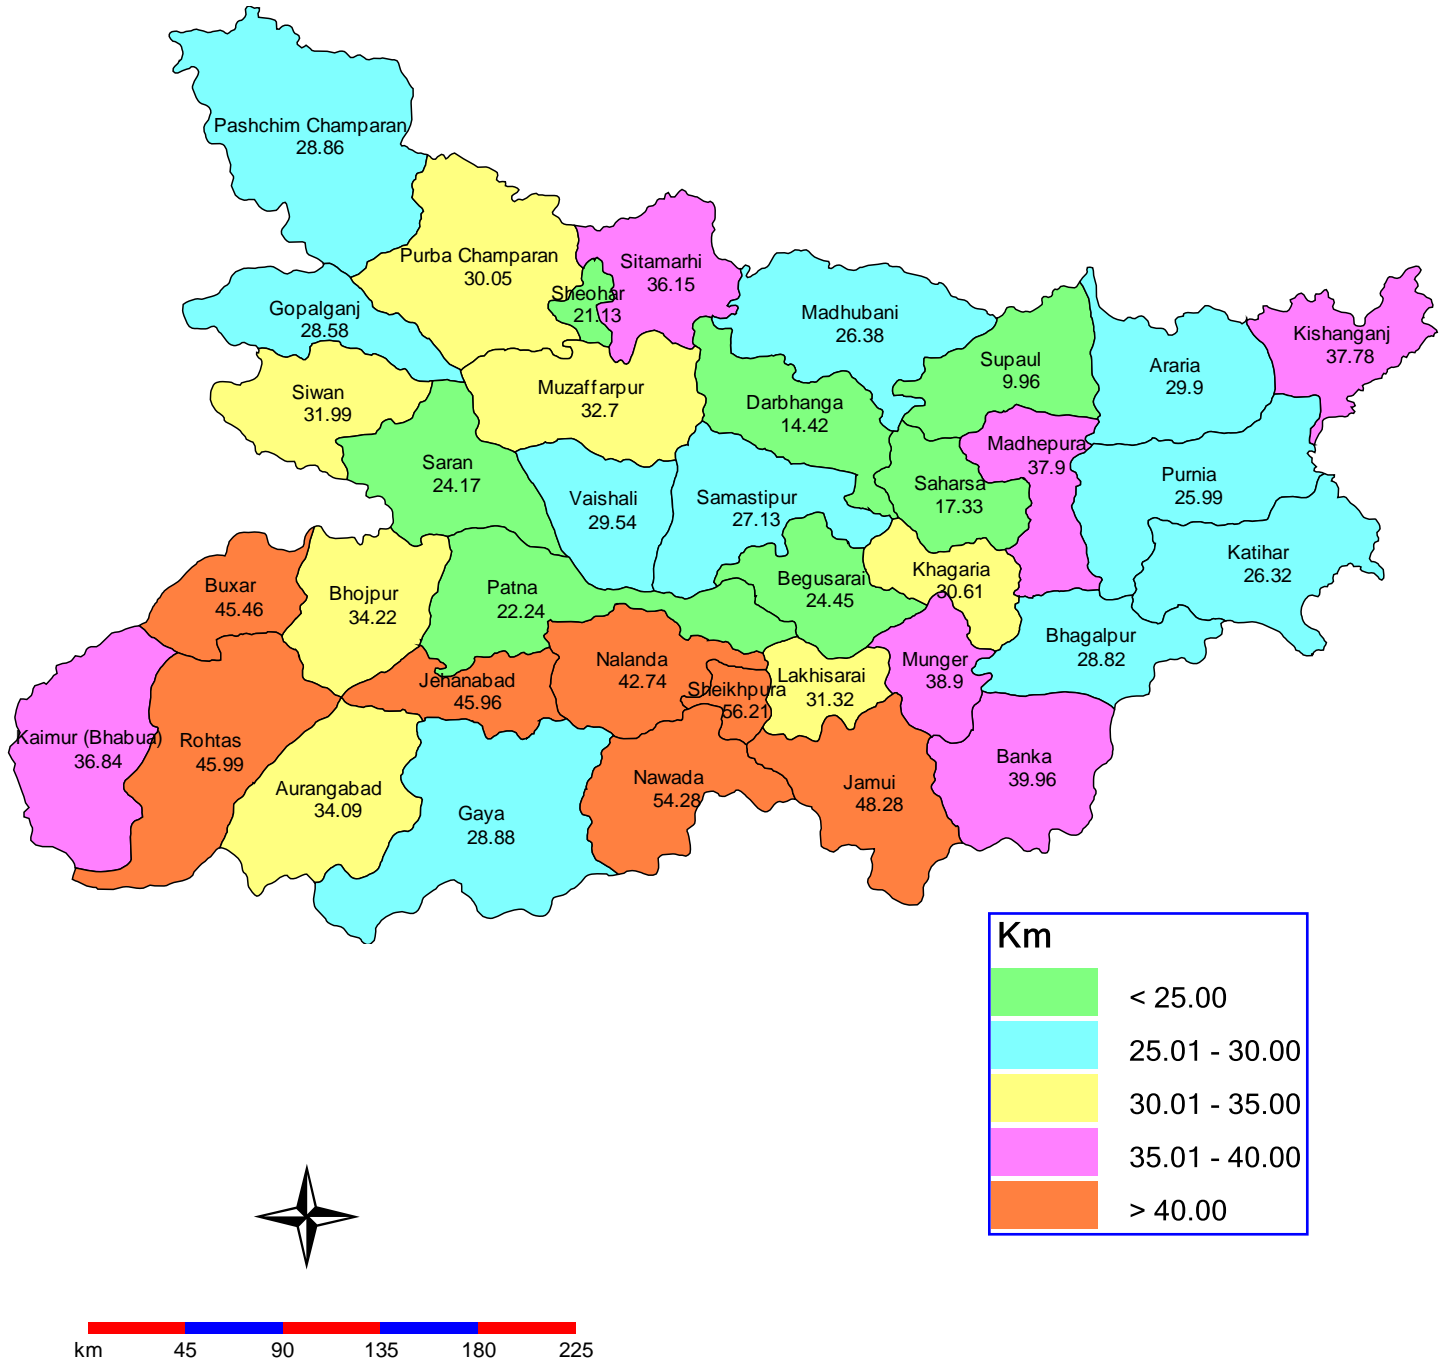 Pashchim Champaran
28.86
Purba Champaran
30.05
Sitamarhi
36.15
Sheohar
21.13
Gopalganj
28.58
Madhubani
26.38
Kishanganj
37.78
Supaul
9.96
Araria
29.9
Siwan
31.99
Muzaffarpur
32.7
Darbhanga
14.42
Madhepura
37.9
Saran
24.17
Vaishali
29.54
Samastipur
27.13
Saharsa
17.33
Purnia
25.99
Katihar
26.32
Buxar
45.46
Bhojpur
34.22
Patna
22.24
Begusarai
24.45
Khagaria
30.61
Bhagalpur
28.82
Nalanda
42.74
Munger
38.9
Jehanabad
45.96
Sheikhpura
56.21
Lakhisarai
31.32
Kaimur (Bhabua)
36.84
Rohtas
45.99
Aurangabad
34.09
Gaya
28.88
Nawada
54.28
Jamui
48.28
Banka
39.96
Km
< 25.00
25.01 - 30.00
30.01 - 35.00
35.01 - 40.00
> 40.00
km 45 90 135 180 225